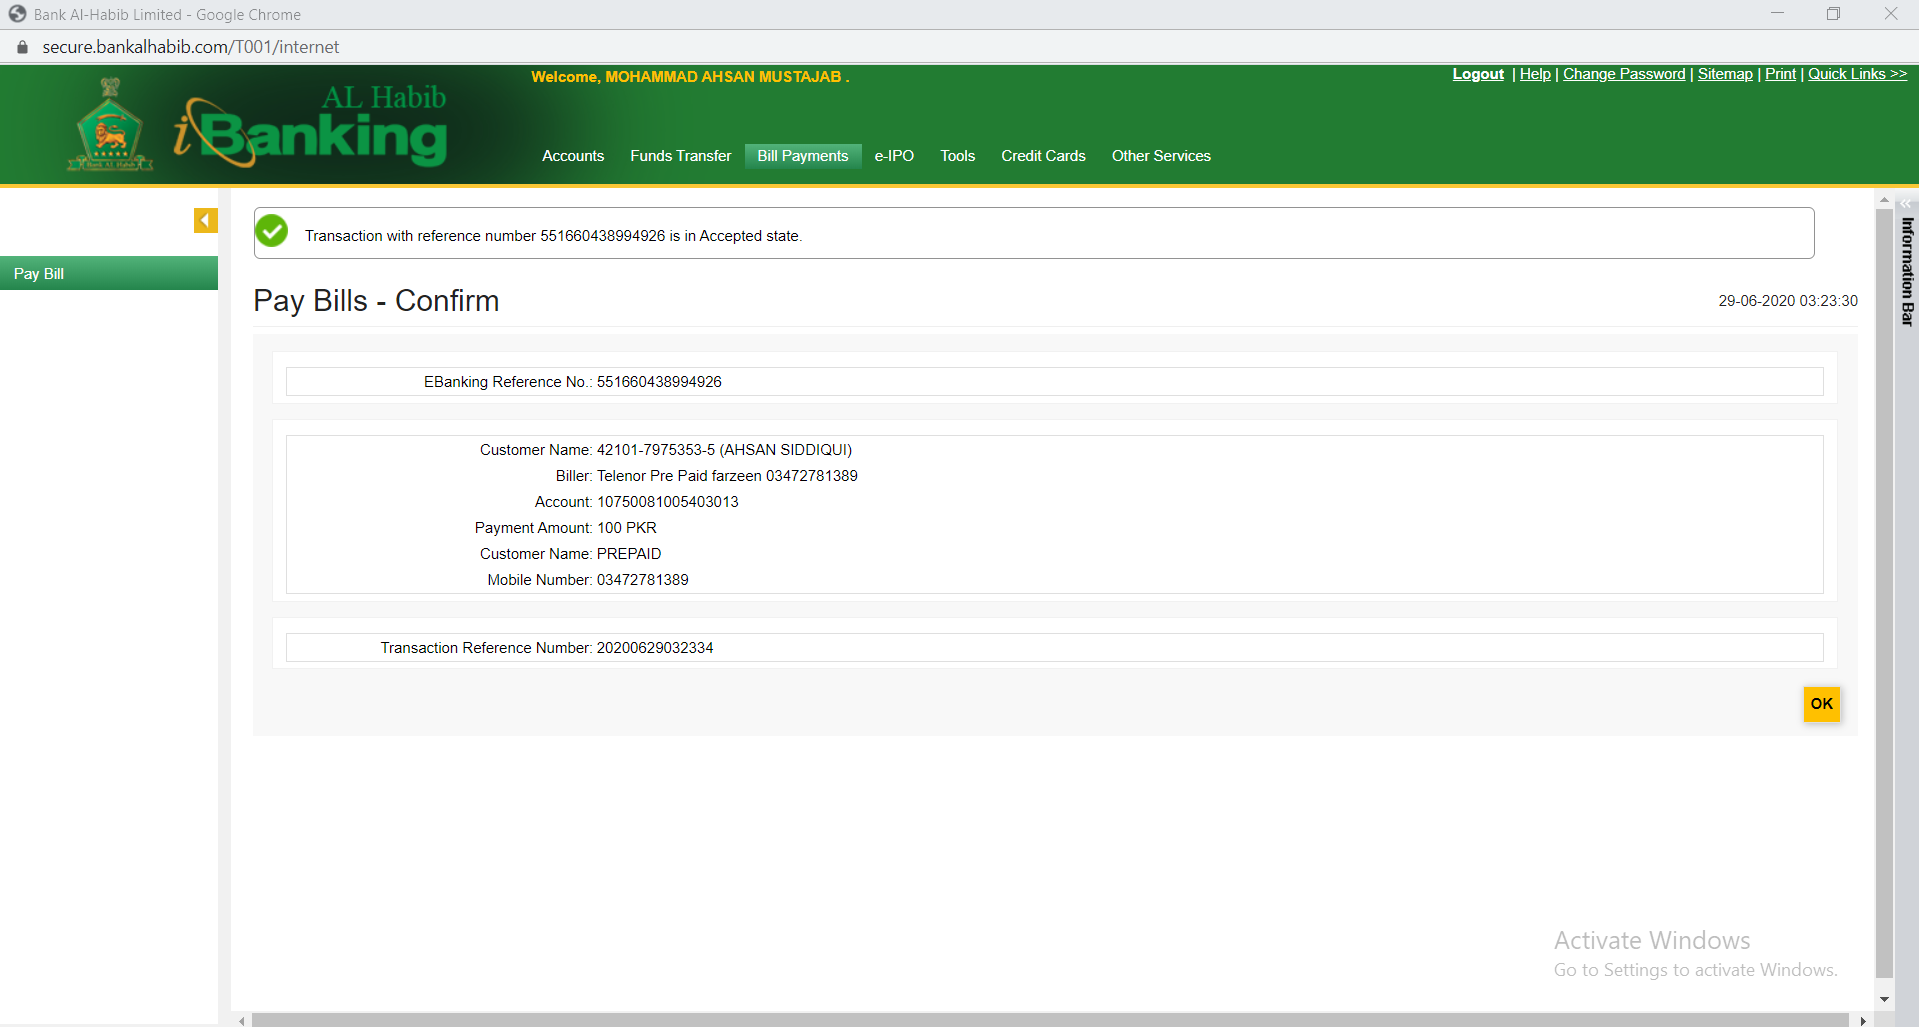 Bank Al-Habib Limited - Google Chrome
secure.bankalhabib.com/T001/internet
Welcome, MOHAMMAD AHSAN MUSTAJAB .
Logout | Help | Change Password | Sitemap | Print | Quick Links >>
AL Habib
iBanking
Accounts Funds Transfer Bill Payments e-IPO Tools Credit Cards Other Services
Transaction with reference number 551660438994926 is in Accepted state.
Pay Bill
Pay Bills - Confirm
29-06-2020 03:23:30
Information Bar
EBanking Reference No.: 551660438994926
Customer Name: 42101-7975353-5 (AHSAN SIDDIQUI)
Biller: Telenor Pre Paid farzeen 03472781389
Account: 10750081005403013
Payment Amount: 100 PKR
Customer Name: PREPAID
Mobile Number: 03472781389
Transaction Reference Number: 20200629032334
OK
Activate Windows
Go to Settings to activate Windows.